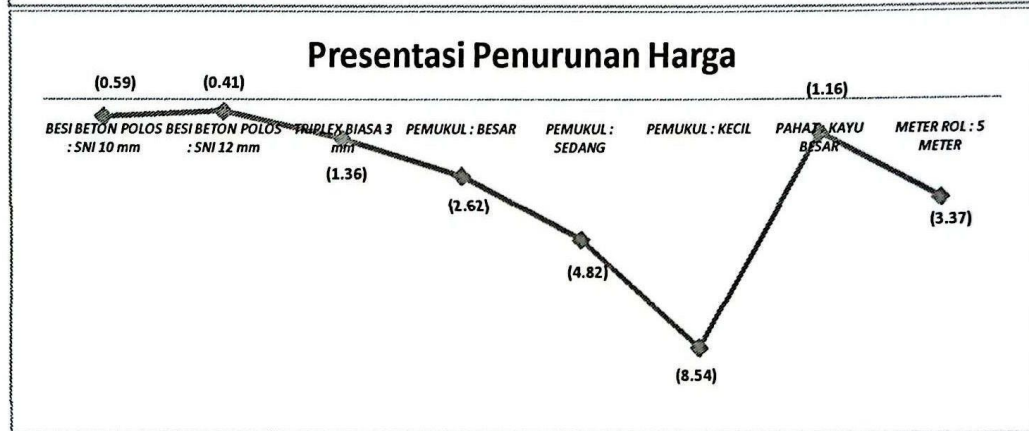 Presentasi Penurunan Harga
(0.59)
(0.41)
(1.16)
BESI BETON POLOS
: SNI 10 mm
BESI BETON POLOS
: SNI 12 mm
TRIPLEX BIASA 3
mm
PEMUKUL : BESAR
PEMUKUL :
SEDANG
PEMUKUL : KECIL
PAHAT : KAYU
BESAR
METER ROL : 5
METER
(1.36)
(2.62)
(4.82)
(8.54)
(3.37)